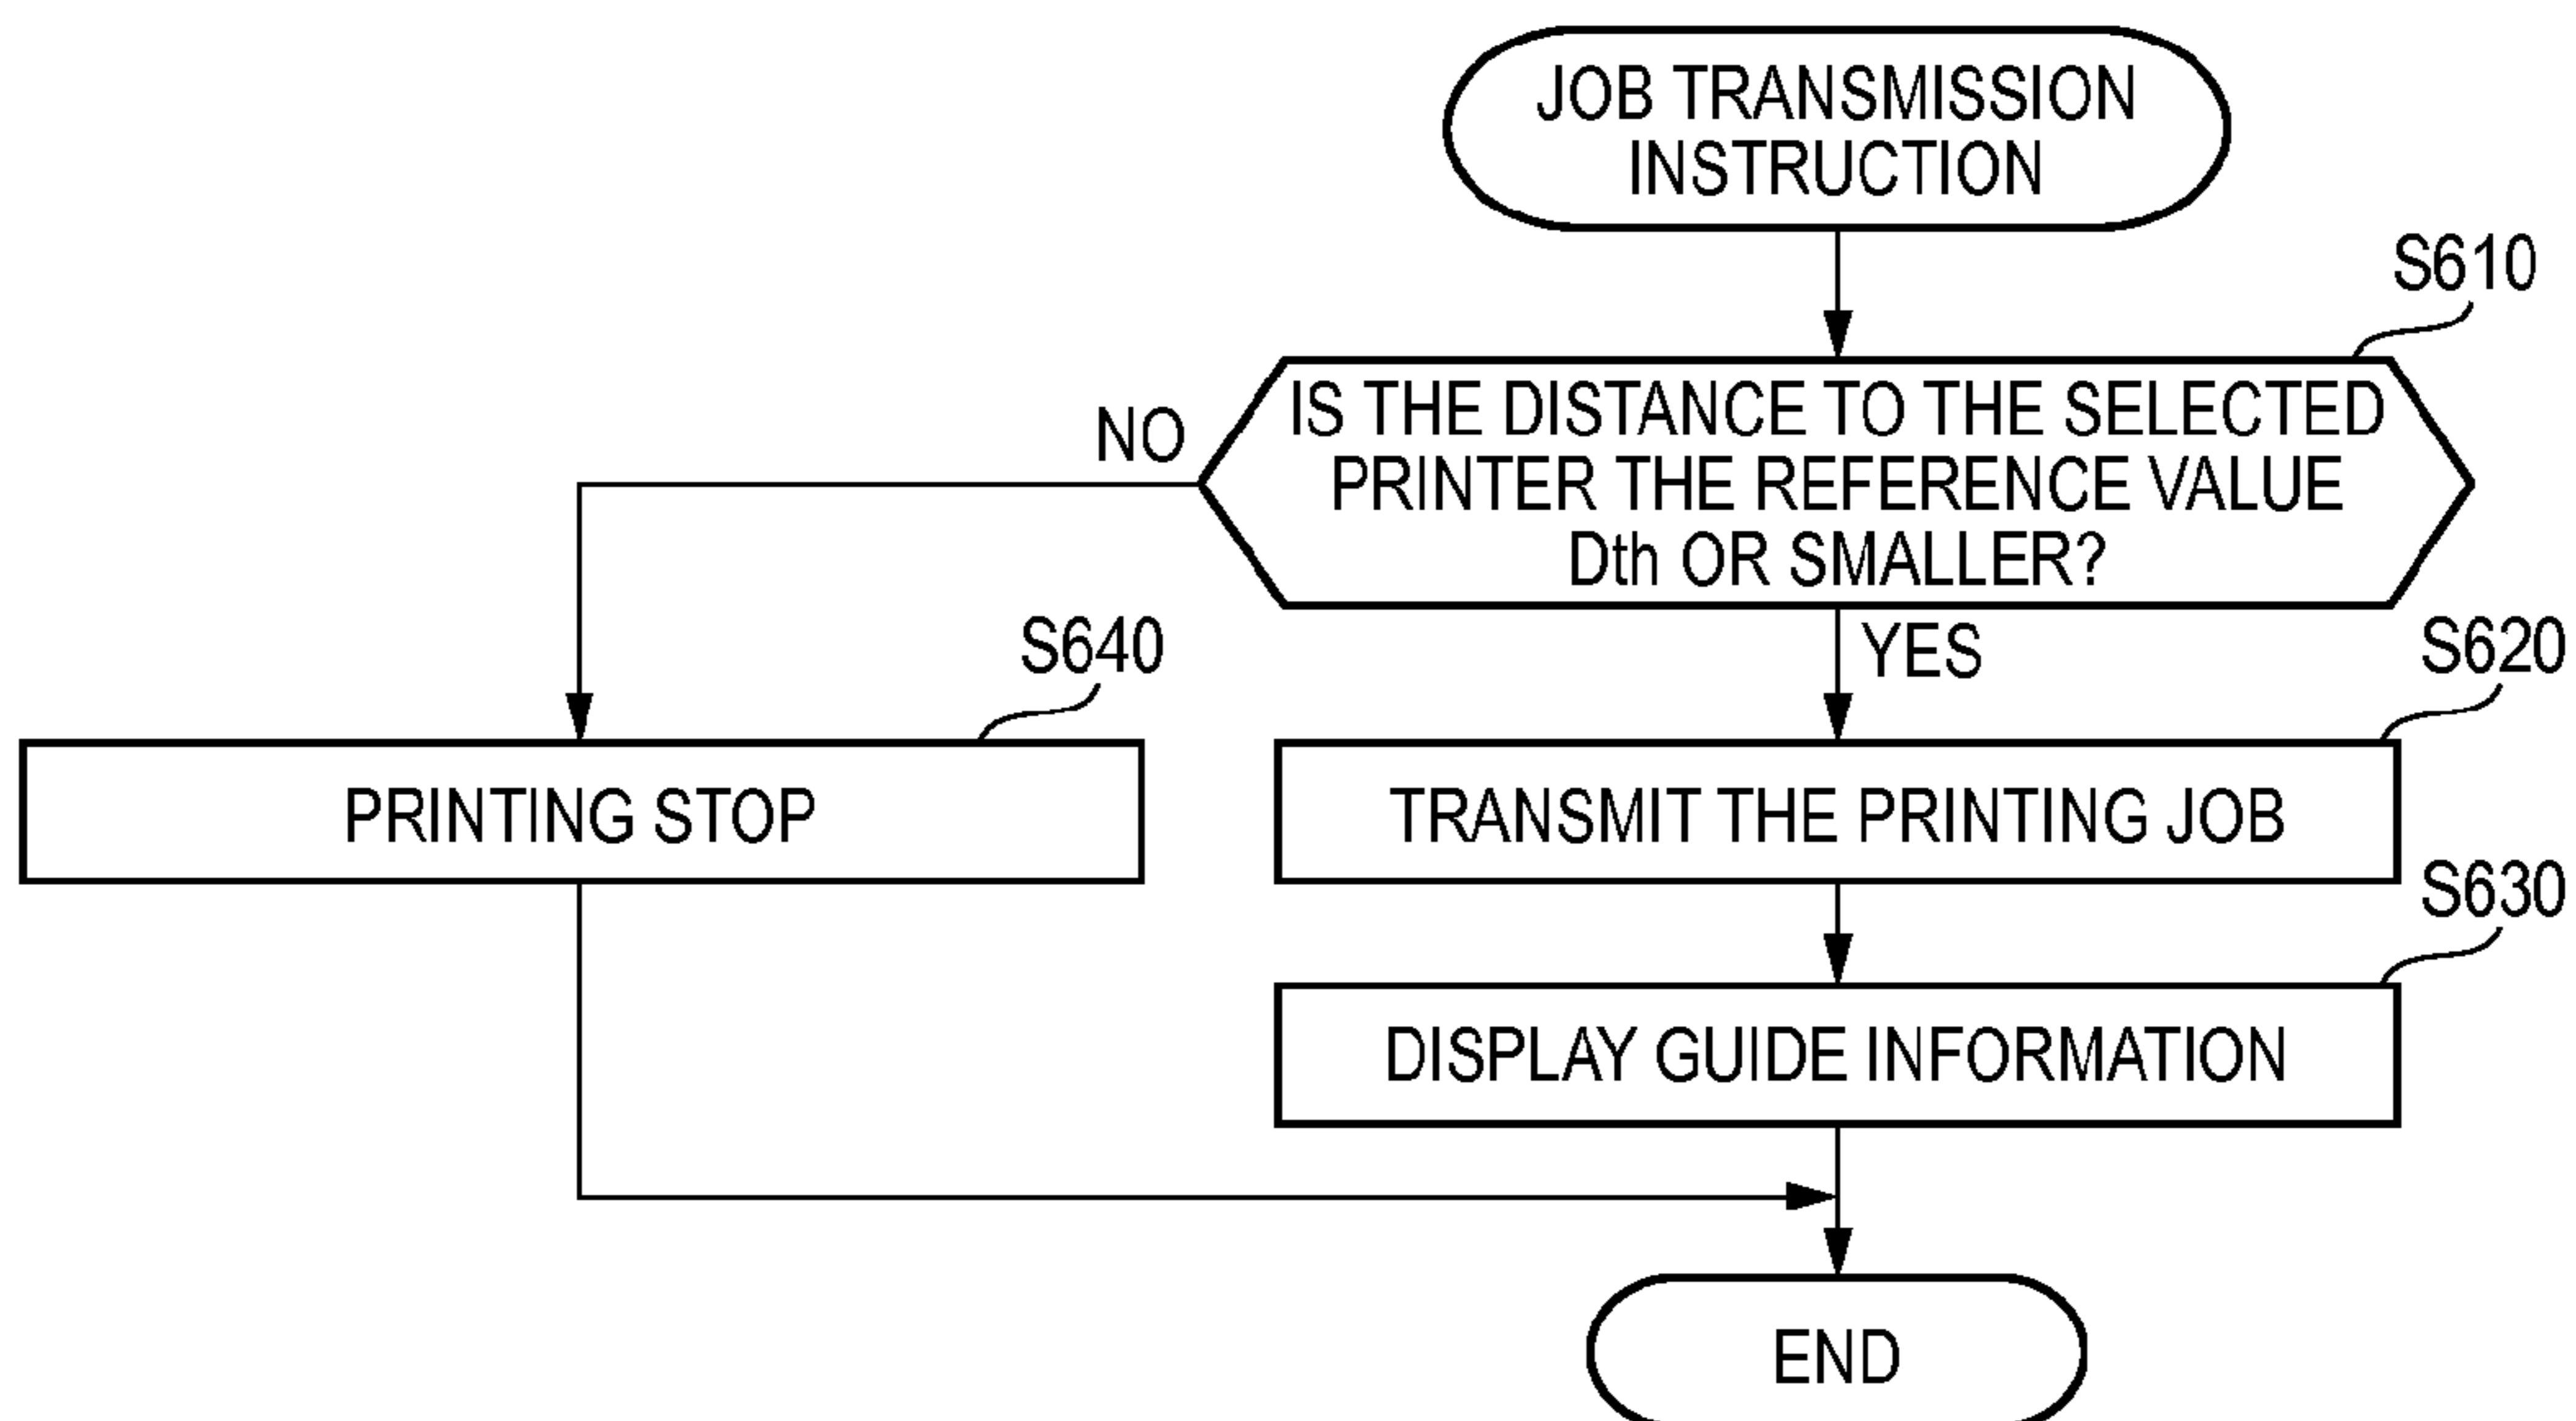 JOB TRANSMISSION
INSTRUCTION
S610
IS THE DISTANCE TO THE SELECTED
PRINTER THE REFERENCE VALUE
Dth OR SMALLER?
NO
YES
S640
S620
PRINTING STOP
TRANSMIT THE PRINTING JOB
S630
DISPLAY GUIDE INFORMATION
END